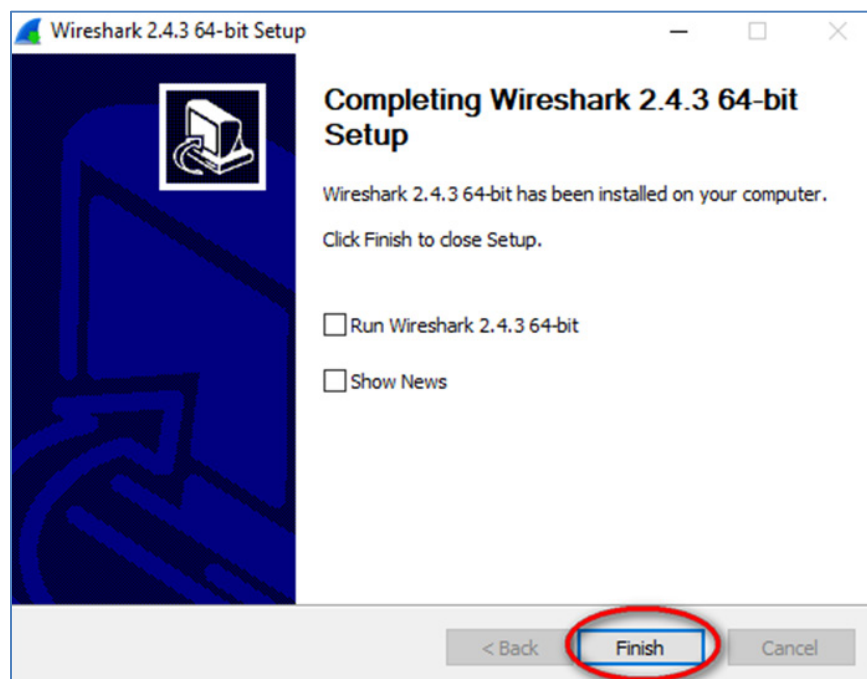 Wireshark 2.4.3 64-bit Setup
Completing Wireshark 2.4.3 64-bit
Setup
Wireshark 2.4.3 64-bit has been installed on your computer.
Click Finish to close Setup.
Run Wireshark 2.4.3 64-bit
Show News
< Back Finish Cancel